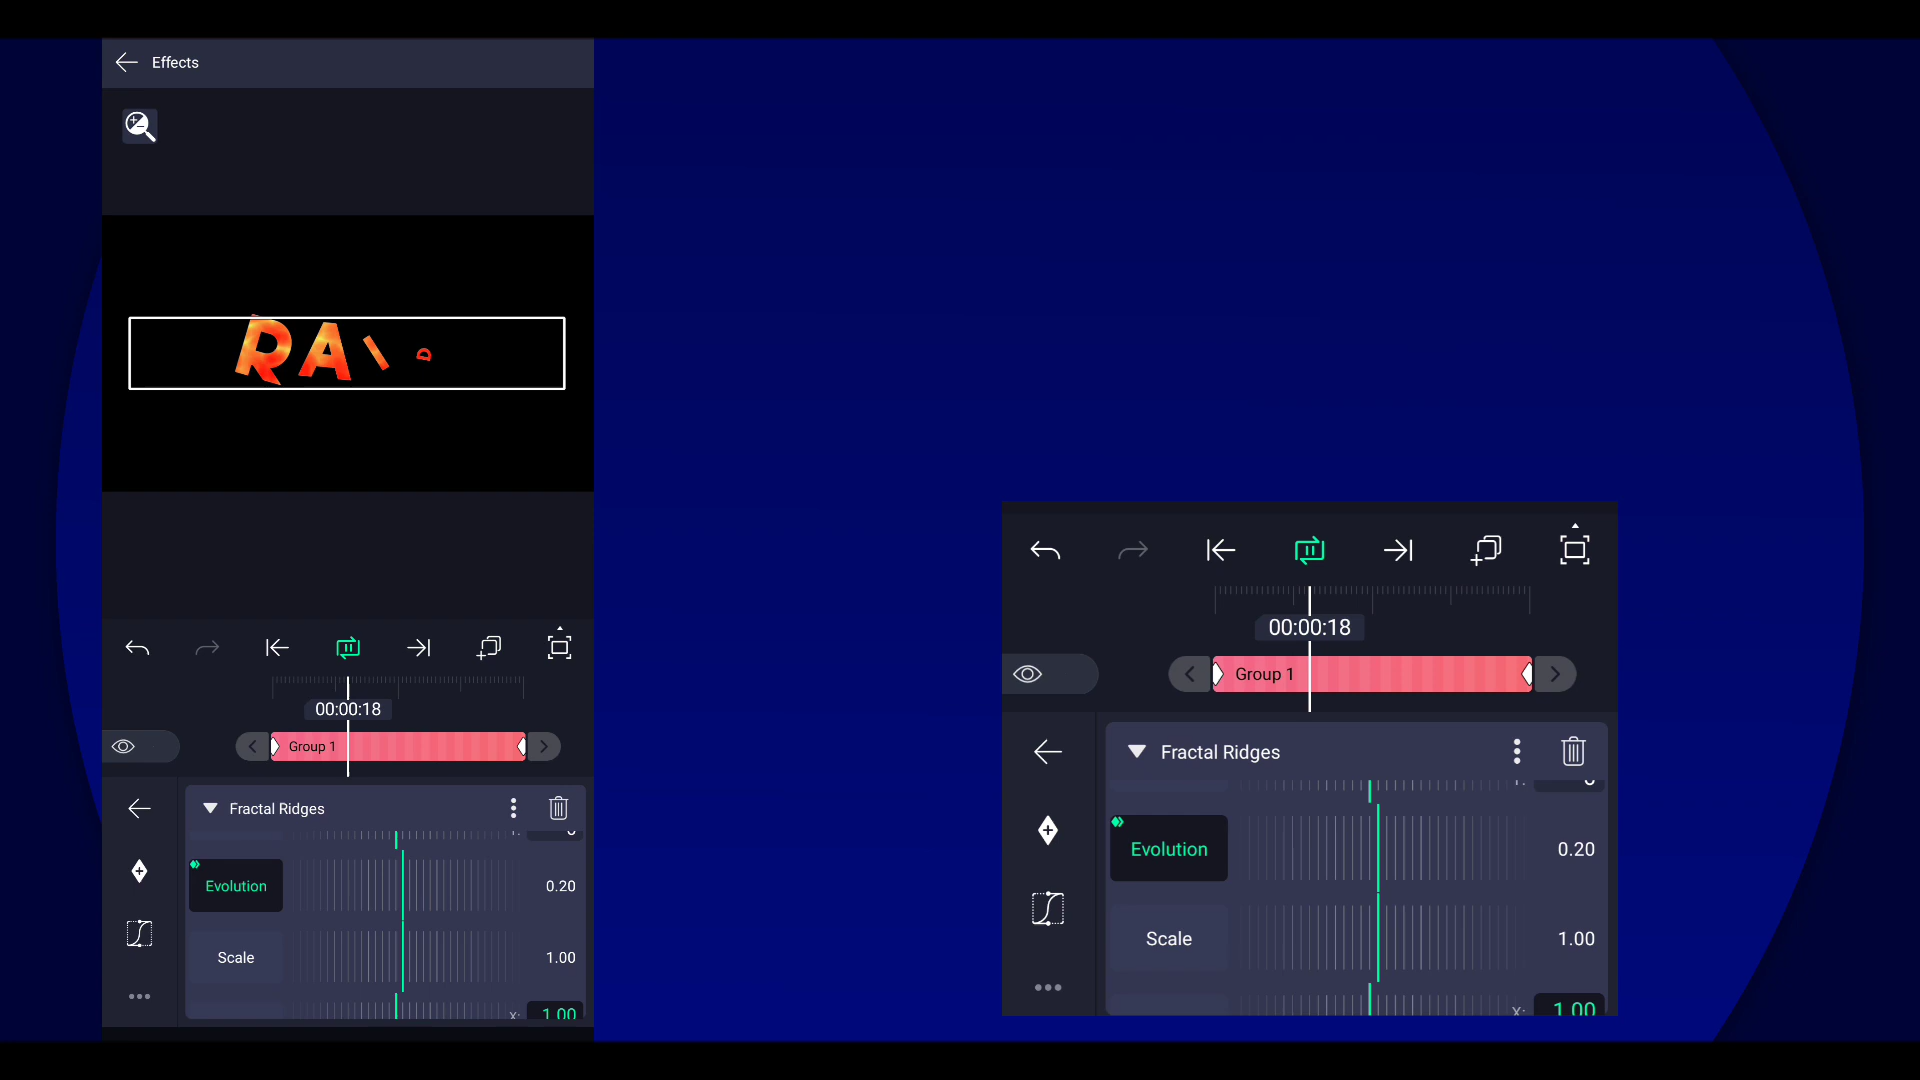 Effects
RAID
00:00:18
Group 1
Fractal Ridges
Evolution
0.20
Scale
1.00
X:
1.00
00:00:18
Group 1
Fractal Ridges
Evolution
0.20
Scale
1.00
X:
1.00